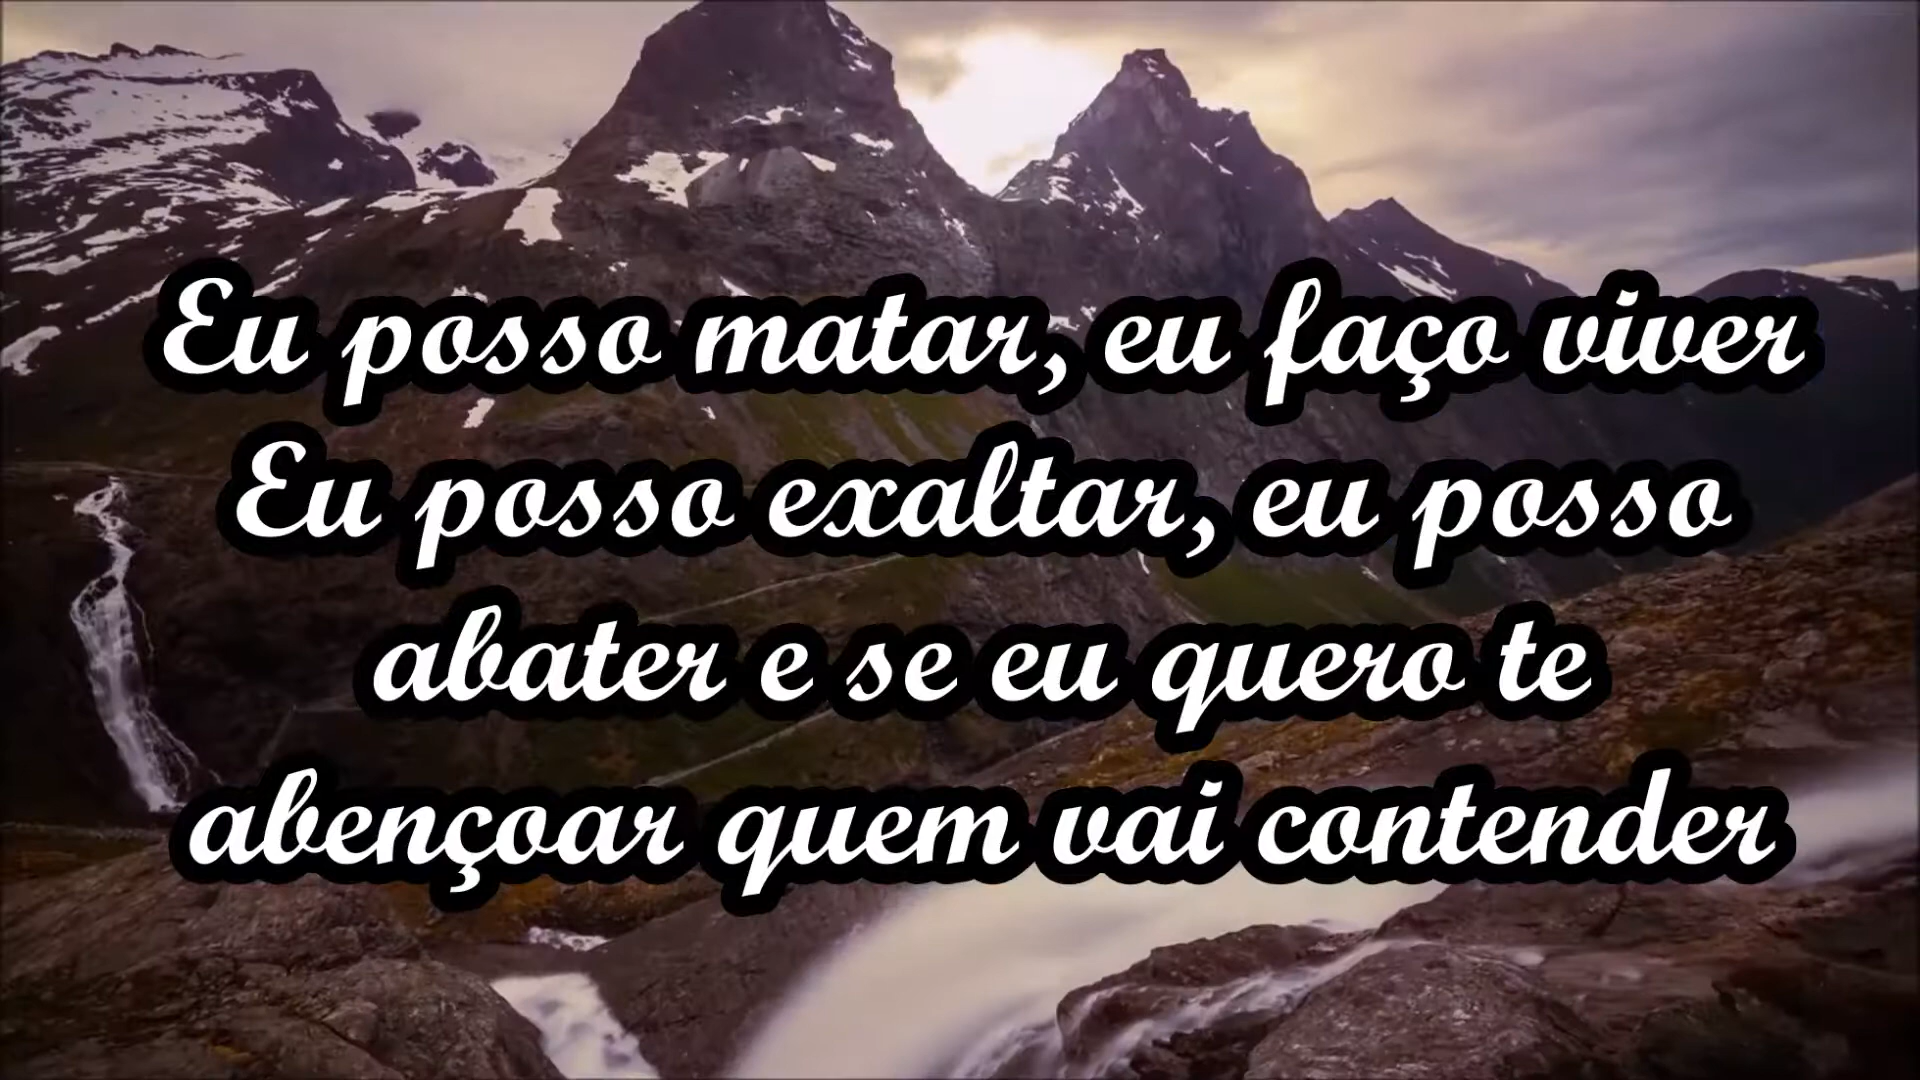 Eu posso matar, eu faço viver
Eu posso exaltar, eu posso
abater e se eu quero te
abençoar quem vai contender